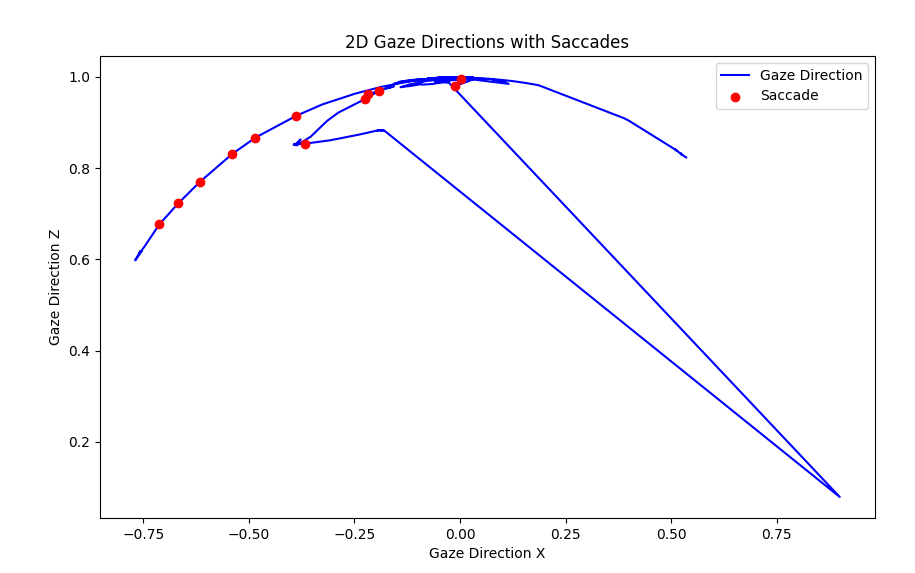 2D Gaze Directions with Saccades
Gaze Direction
Saccade
1.0
0.8
0.6
0.4
0.2
Gaze Direction Z
−0.75
−0.50
−0.25
0.00
0.25
0.50
0.75
Gaze Direction X